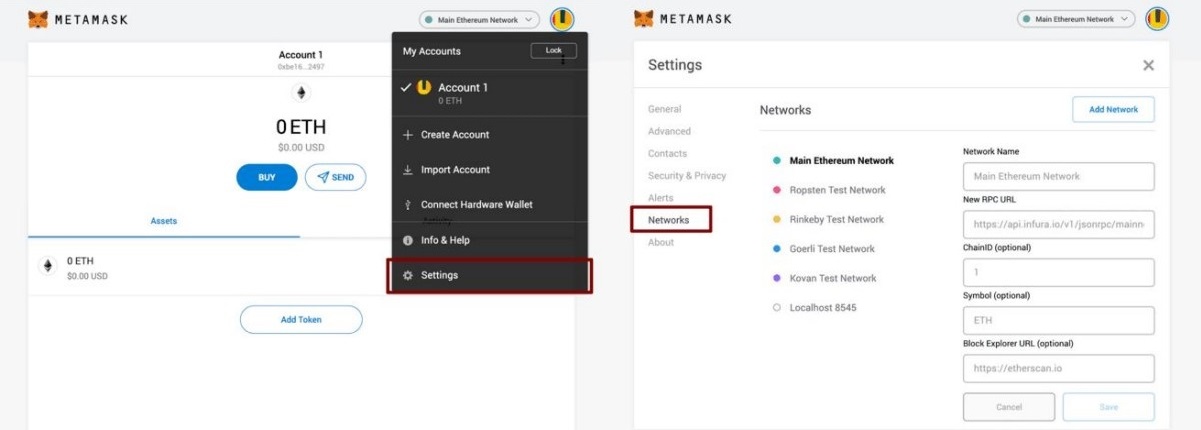 METAMASK
Main Ethereum Network
Account 1
0xbe16...2497
0 ETH
$0.00 USD
BUY
SEND
Assets
0 ETH
$0.00 USD
Add Token
My Accounts
Lock
Account 1
0 ETH
Create Account
Import Account
Connect Hardware Wallet
Activity
Info & Help
Settings
METAMASK
Main Ethereum Network
Settings
General
Advanced
Contacts
Security & Privacy
Alerts
Networks
About
Networks
Add Network
Main Ethereum Network
Ropsten Test Network
Rinkeby Test Network
Goerli Test Network
Kovan Test Network
Localhost 8545
Network Name
Main Ethereum Network
New RPC URL
https://api.infura.io/v1/jsonrpc/mainn
ChainID (optional)
1
Symbol (optional)
ETH
Block Explorer URL (optional)
https://etherscan.io
Cancel
Save